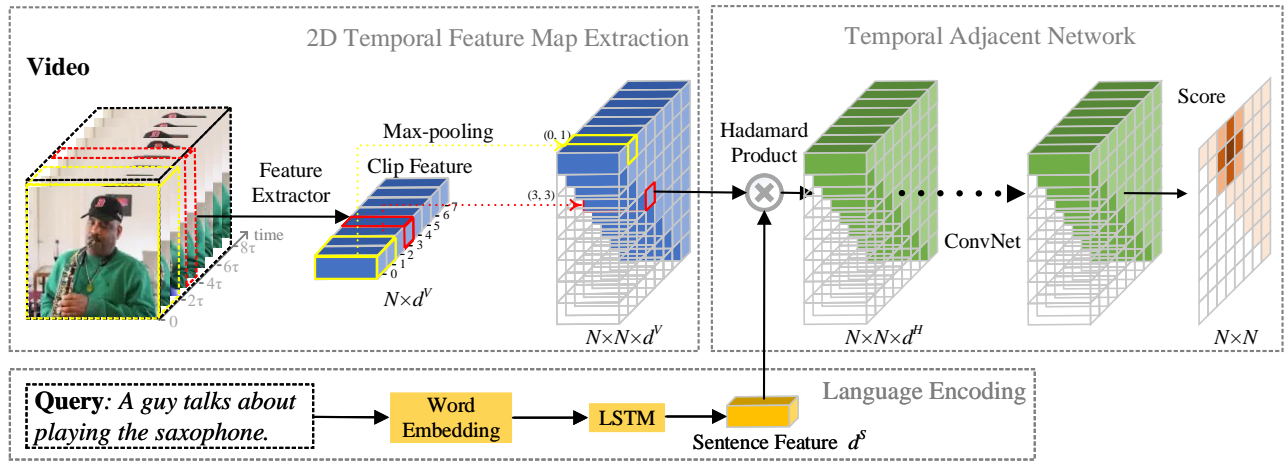 2D Temporal Feature Map Extraction
Video
Max-pooling
Clip Feature
Feature
Extractor
(0, 1)
(3, 3)
time
8τ
6τ
4τ
2τ
0
7
6
5
4
3
2
1
0
N×d^V
N×N×d^V
Temporal Adjacent Network
Hadamard
Product
ConvNet
Score
N×N×d^H
N×N
Language Encoding
Query: A guy talks about
playing the saxophone.
Word
Embedding
LSTM
Sentence Feature d^S